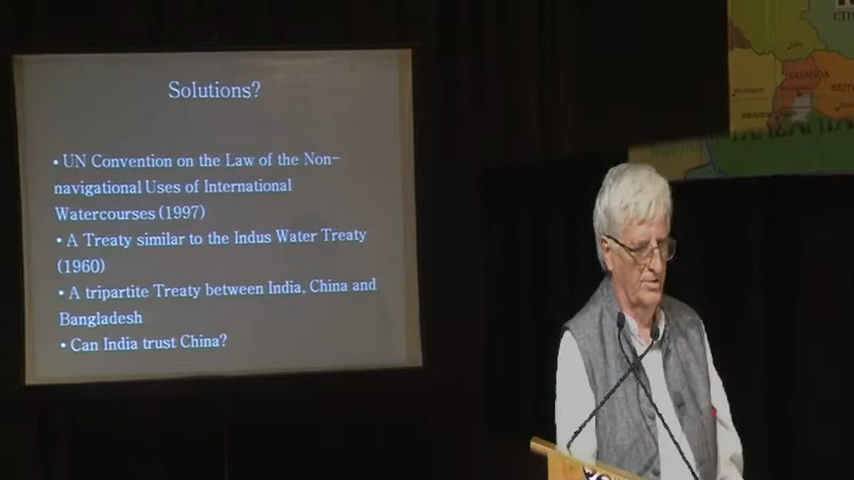 Solutions?
• UN Convention on the Law of the Non-
navigational Uses of International
Watercourses (1997)
• A Treaty similar to the Indus Water Treaty
(1960)
• A tripartite Treaty between India, China and
Bangladesh
• Can India trust China?
UGANDA